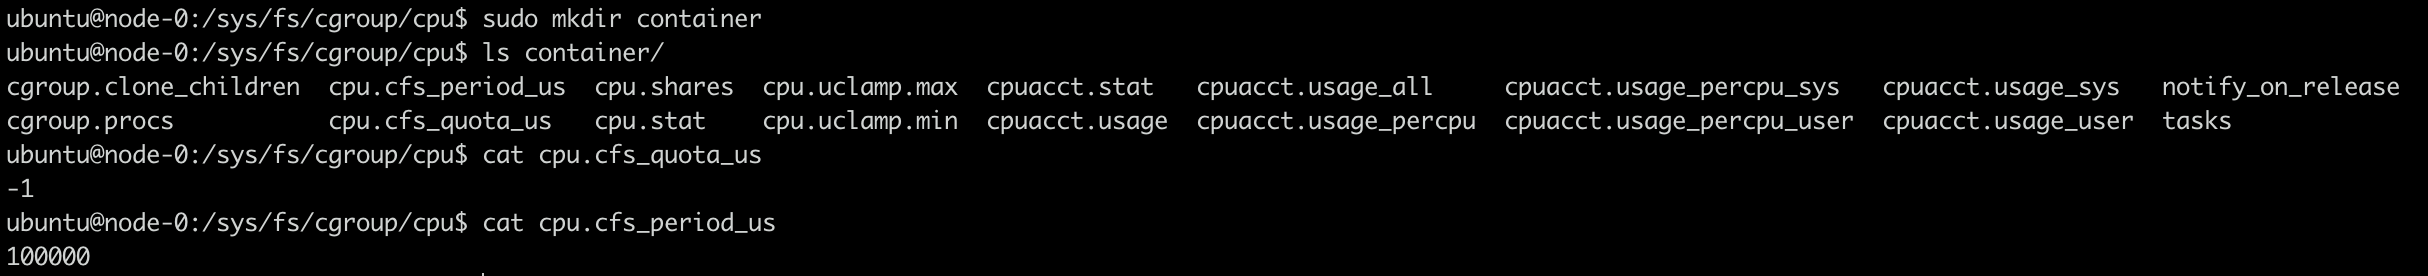 ubuntu@node-0:/sys/fs/cgroup/cpu$ sudo mkdir container
ubuntu@node-0:/sys/fs/cgroup/cpu$ ls container/
cgroup.clone_children  cpu.cfs_period_us  cpu.shares  cpu.uclamp.max  cpuacct.stat   cpuacct.usage_all     cpuacct.usage_percpu_sys   cpuacct.usage_sys   notify_on_release
cgroup.procs           cpu.cfs_quota_us   cpu.stat    cpu.uclamp.min  cpuacct.usage  cpuacct.usage_percpu  cpuacct.usage_percpu_user  cpuacct.usage_user  tasks
ubuntu@node-0:/sys/fs/cgroup/cpu$ cat cpu.cfs_quota_us
-1
ubuntu@node-0:/sys/fs/cgroup/cpu$ cat cpu.cfs_period_us
100000